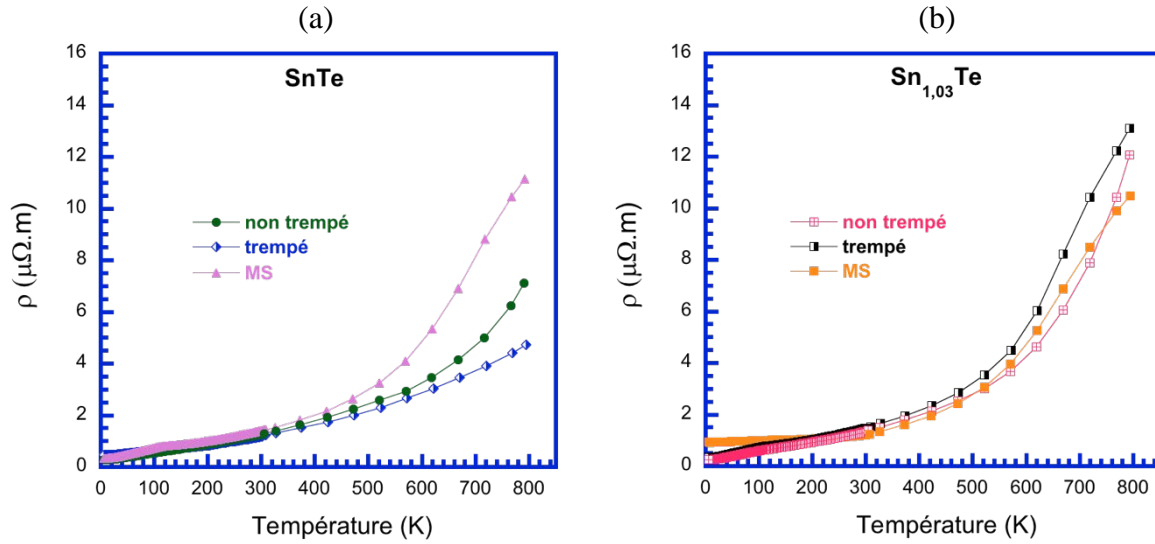 (a)
SnTe
ρ (μΩ.m)
16
14
12
10
8
6
4
2
0
non trempé
trempé
MS
0 100 200 300 400 500 600 700 800
Température (K)
(b)
Sn1,03Te
ρ (μΩ.m)
16
14
12
10
8
6
4
2
0
non trempé
trempé
MS
0 100 200 300 400 500 600 700 800
Température (K)